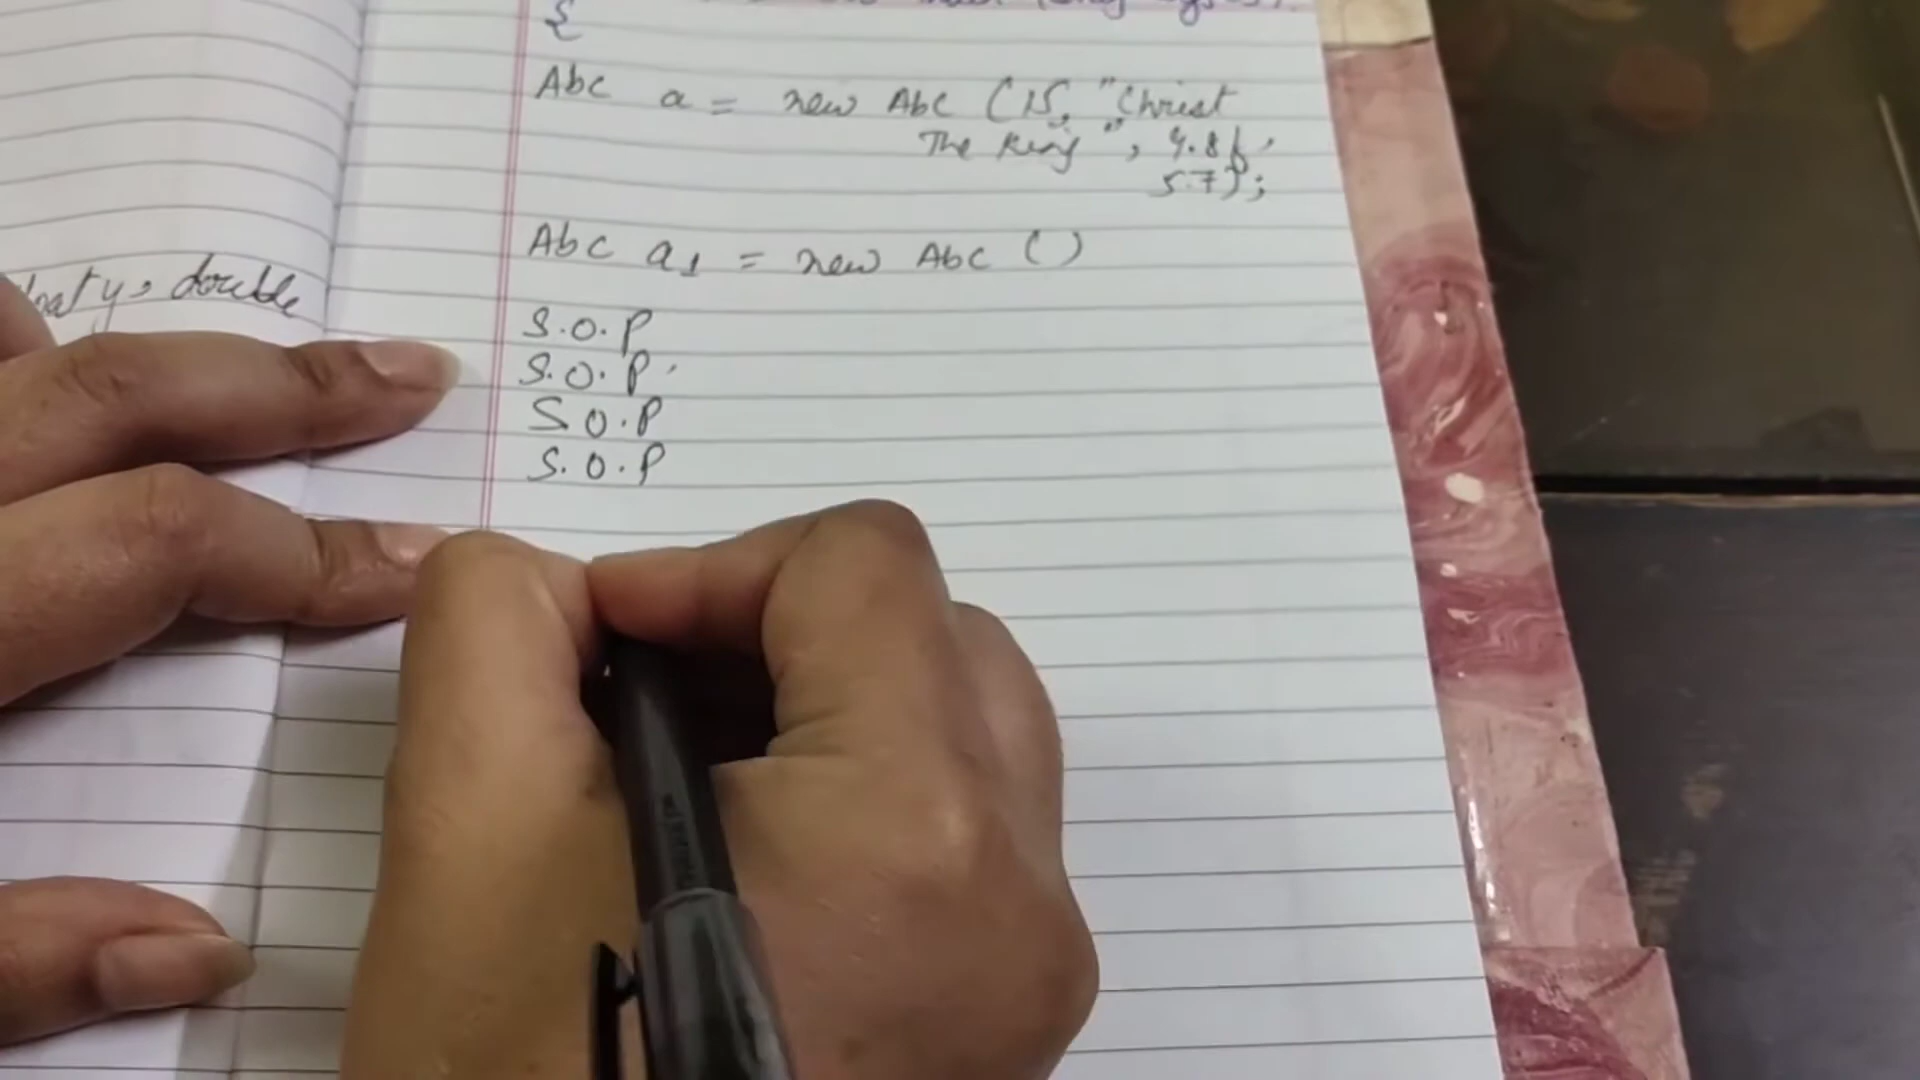 {
Abc a = new Abc (15, "Christ
The King", 4.8f,
5.7);
Abc a1 = new Abc ()
y, double
S.O.P
S.O.P.
S O.P
S.O.P